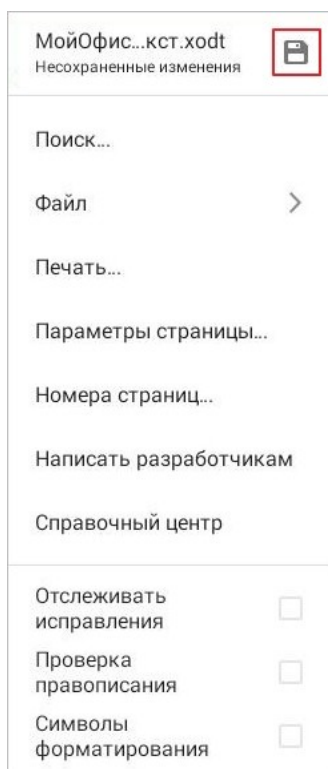 МойОфис...кст.xodt
Несохраненные изменения
Поиск...
Файл
Печать...
Параметры страницы...
Номера страниц...
Написать разработчикам
Справочный центр
Отслеживать
исправления
Проверка
правописания
Символы
форматирования